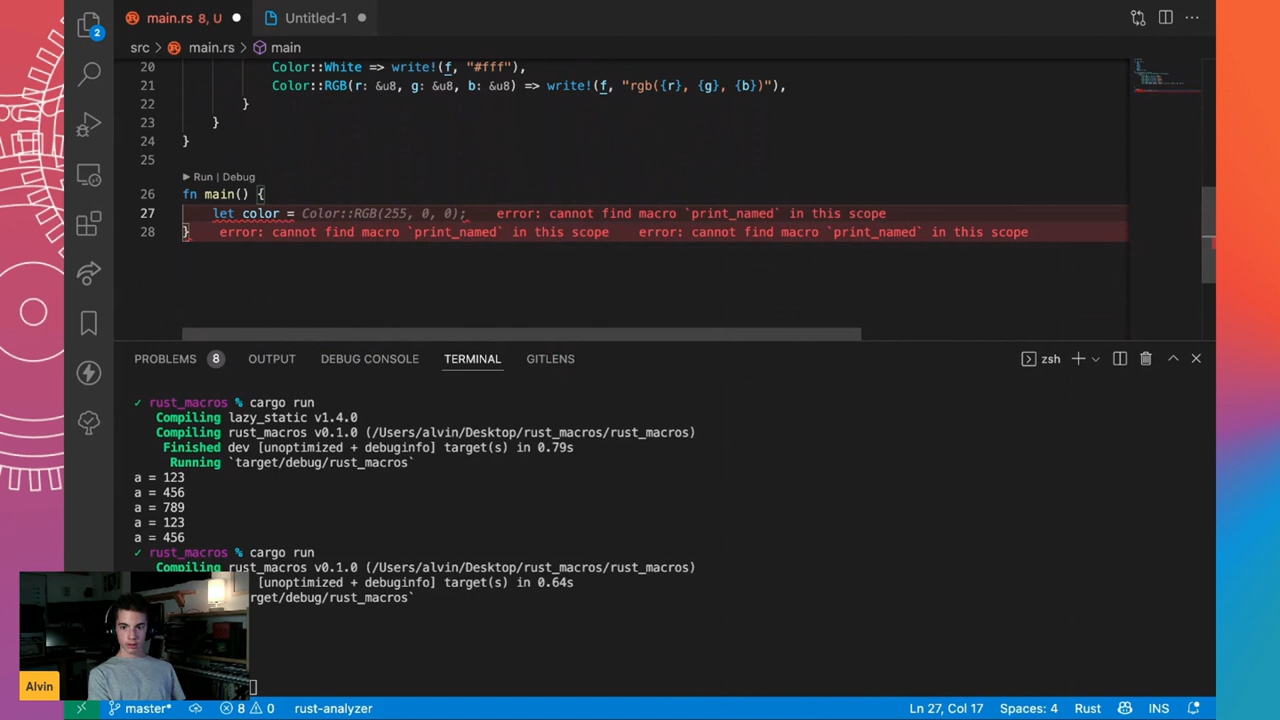 main.rs 8, U
Untitled-1
src > main.rs > main
20 Color::White => write!(f, "#fff"),
21 Color::RGB(r: &u8, g: &u8, b: &u8) => write!(f, "rgb({r}, {g}, {b})"),
22 }
23 }
24 }
25
▶ Run | Debug
26 fn main() {
27 let color = Color::RGB(255, 0, 0); error: cannot find macro `print_named` in this scope
28 } error: cannot find macro `print_named` in this scope error: cannot find macro `print_named` in this scope
2
PROBLEMS 8 OUTPUT DEBUG CONSOLE TERMINAL GITLENS
zsh
✓ rust_macros % cargo run
Compiling lazy_static v1.4.0
Compiling rust_macros v0.1.0 (/Users/alvin/Desktop/rust_macros/rust_macros)
Finished dev [unoptimized + debuginfo] target(s) in 0.79s
Running `target/debug/rust_macros`
a = 123
a = 456
a = 789
a = 123
a = 456
✓ rust_macros % cargo run
Compiling rust_macros v0.1.0 (/Users/alvin/Desktop/rust_macros/rust_macros)
[unoptimized + debuginfo] target(s) in 0.64s
rget/debug/rust_macros`
Alvin
master* 8 0 rust-analyzer
Ln 27, Col 17 Spaces: 4 Rust INS